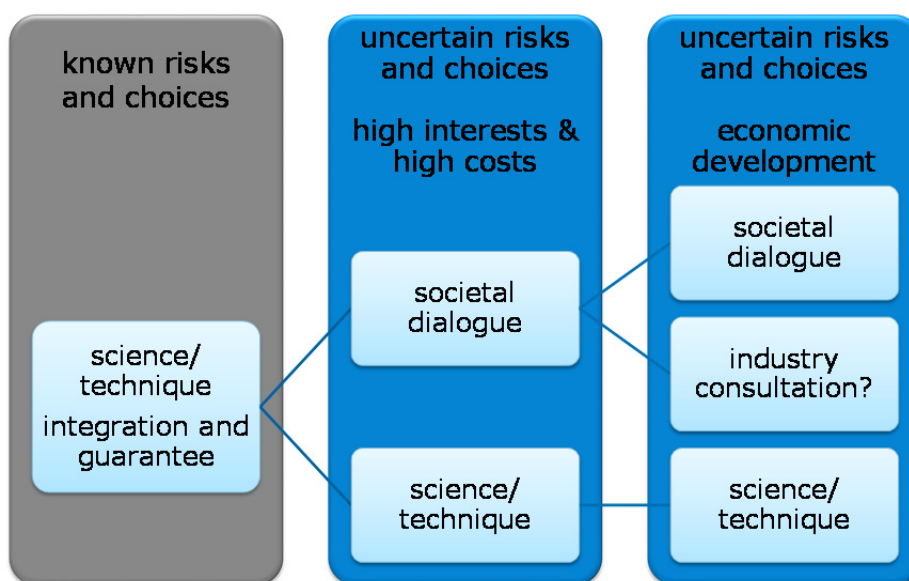 known risks
and choices
science/
technique
integration and
guarantee
uncertain risks
and choices
high interests &
high costs
societal
dialogue
science/
technique
uncertain risks
and choices
economic
development
societal
dialogue
industry
consultation?
science/
technique